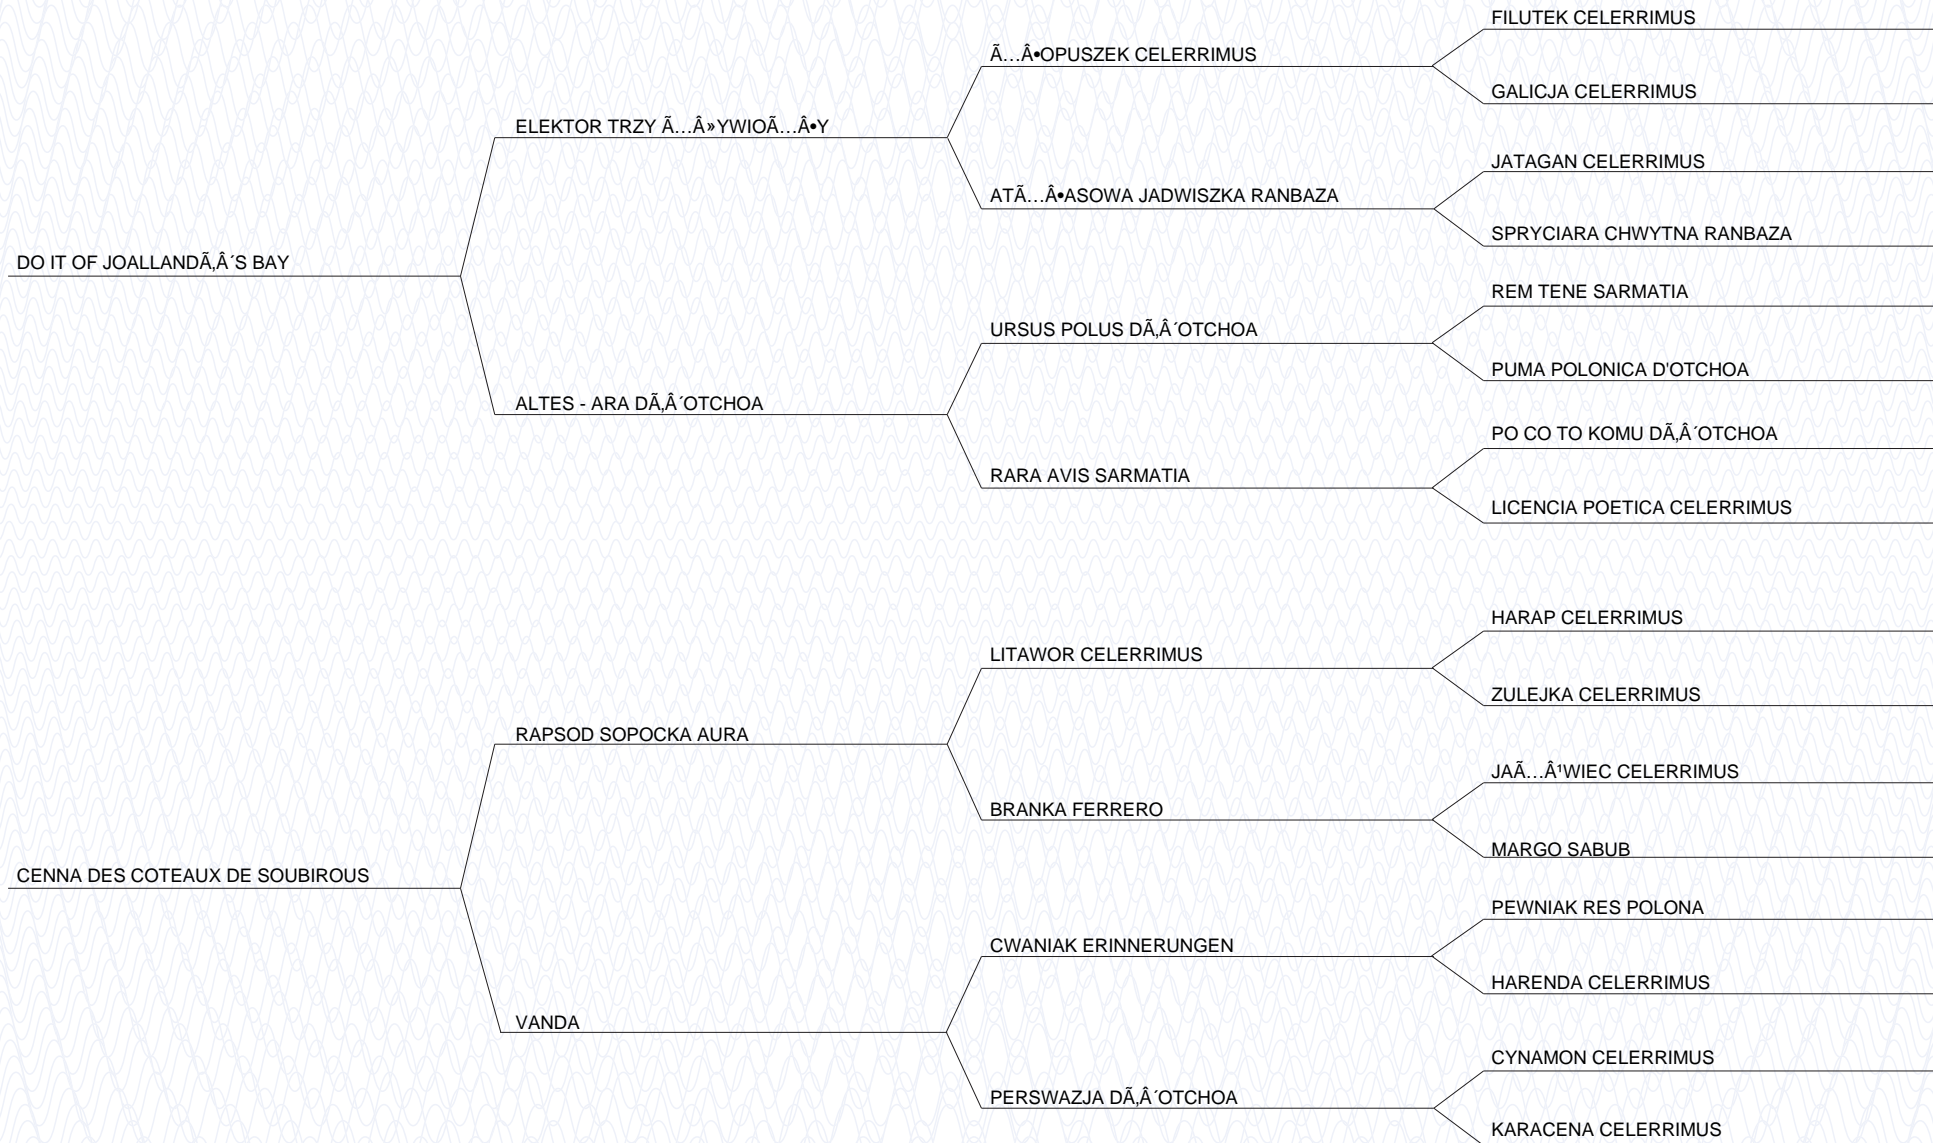 DO IT OF JOALLANDÃ‚Â´S BAY
ELEKTOR TRZY Ã…Â»YWIOÃ…Â•Y
ALTES - ARA DÃ‚Â´OTCHOA
Ã…Â•OPUSZEK CELERRIMUS
ATÃ…Â•ASOWA JADWISZKA RANBAZA
URSUS POLUS DÃ‚Â´OTCHOA
RARA AVIS SARMATIA
FILUTEK CELERRIMUS
GALICJA CELERRIMUS
JATAGAN CELERRIMUS
SPRYCIARA CHWYTNA RANBAZA
REM TENE SARMATIA
PUMA POLONICA D'OTCHOA
PO CO TO KOMU DÃ‚Â´OTCHOA
LICENCIA POETICA CELERRIMUS
CENNA DES COTEAUX DE SOUBIROUS
RAPSOD SOPOCKA AURA
VANDA
LITAWOR CELERRIMUS
BRANKA FERRERO
CWANIAK ERINNERUNGEN
PERSWAZJA DÃ‚Â´OTCHOA
HARAP CELERRIMUS
ZULEJKA CELERRIMUS
JAÃ…Â¹WIEC CELERRIMUS
MARGO SABUB
PEWNIAK RES POLONA
HARENDA CELERRIMUS
CYNAMON CELERRIMUS
KARACENA CELERRIMUS